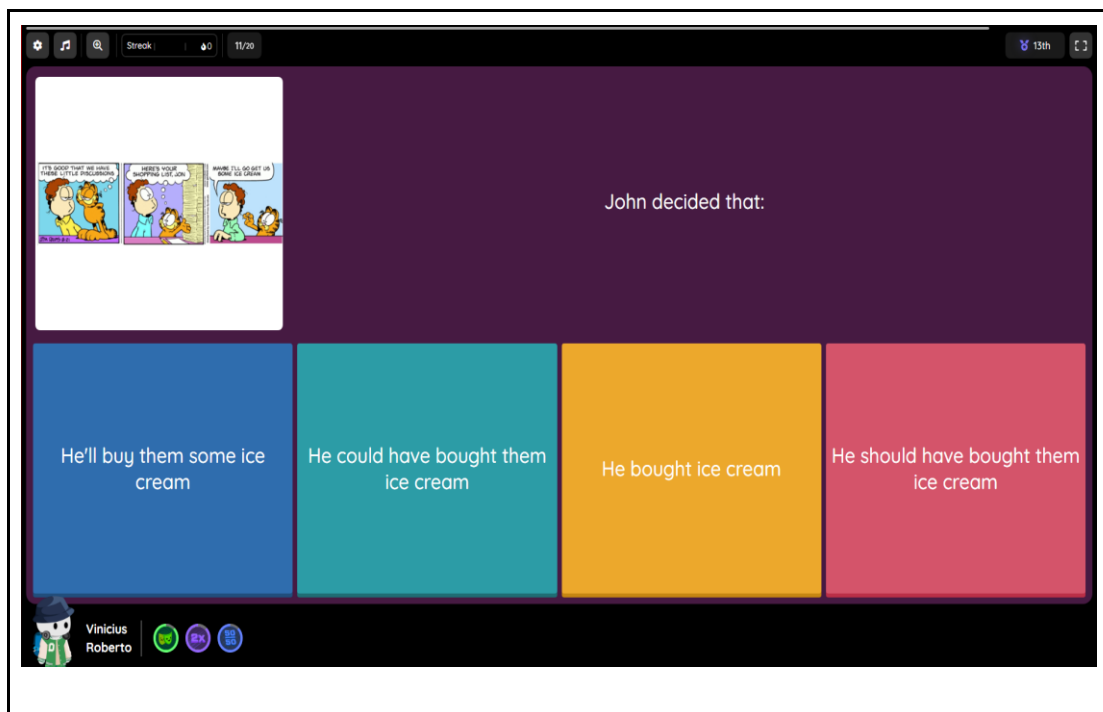 Streak
0
11/20
13th
IT'S GOOD THAT WE HAVE
THESE LITTLE DISCUSSIONS
HERE'S YOUR
SHOPPING LIST, JON
MAYBE I'LL GO GET US
SOME ICE CREAM
John decided that:
He'll buy them some ice
cream
He could have bought them
ice cream
He bought ice cream
He should have bought them
ice cream
Vinicius
Roberto
2X
50
50